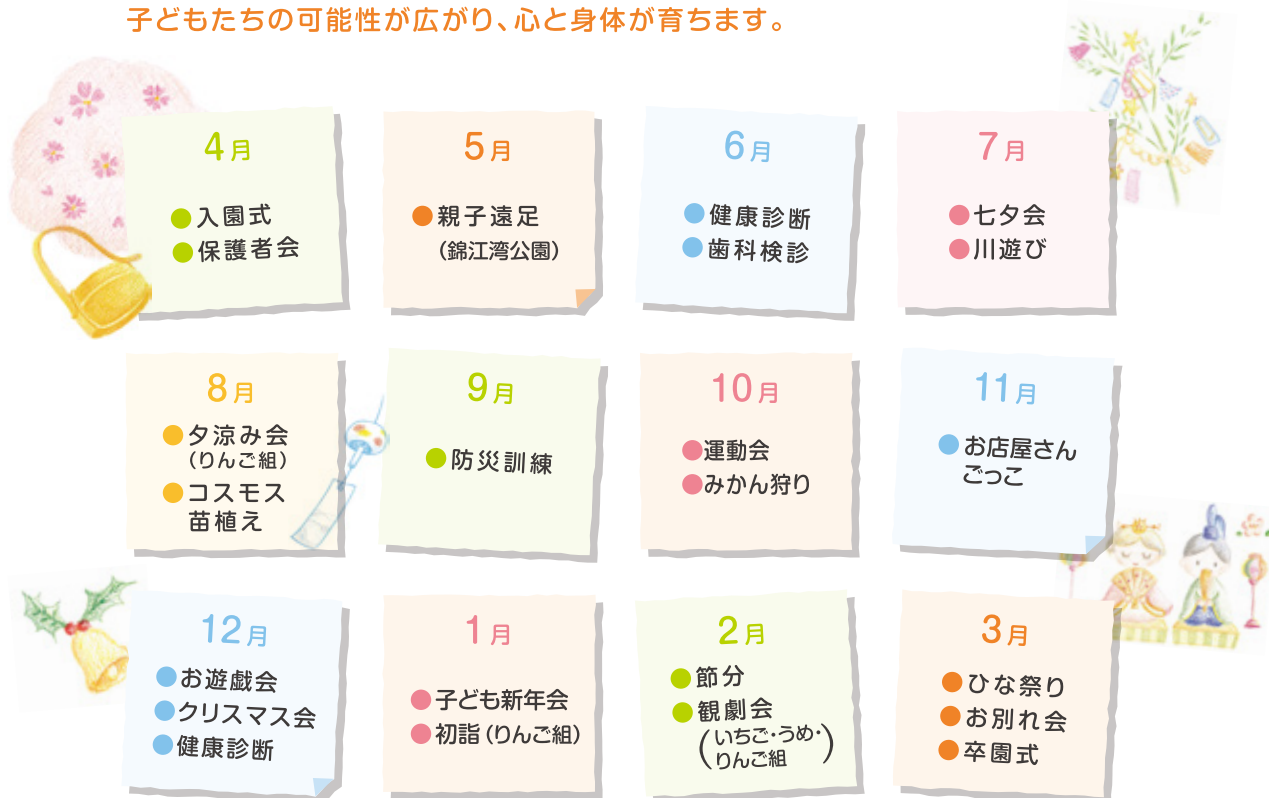 子どもたちの可能性が広がり、心と身体が育ちます。
4月
●入園式
●保護者会
5月
●親子遠足
（錦江湾公園）
6月
●健康診断
●歯科検診
7月
●七夕会
●川遊び
8月
●夕涼み会
（りんご組）
●コスモス
苗植え
9月
●防災訓練
10月
●運動会
●みかん狩り
11月
●お店屋さん
ごっこ
12月
●お遊戯会
●クリスマス会
●健康診断
1月
●子ども新年会
●初詣（りんご組）
2月
●節分
●観劇会
（いちご・うめ・
りんご組）
3月
●ひな祭り
●お別れ会
●卒園式